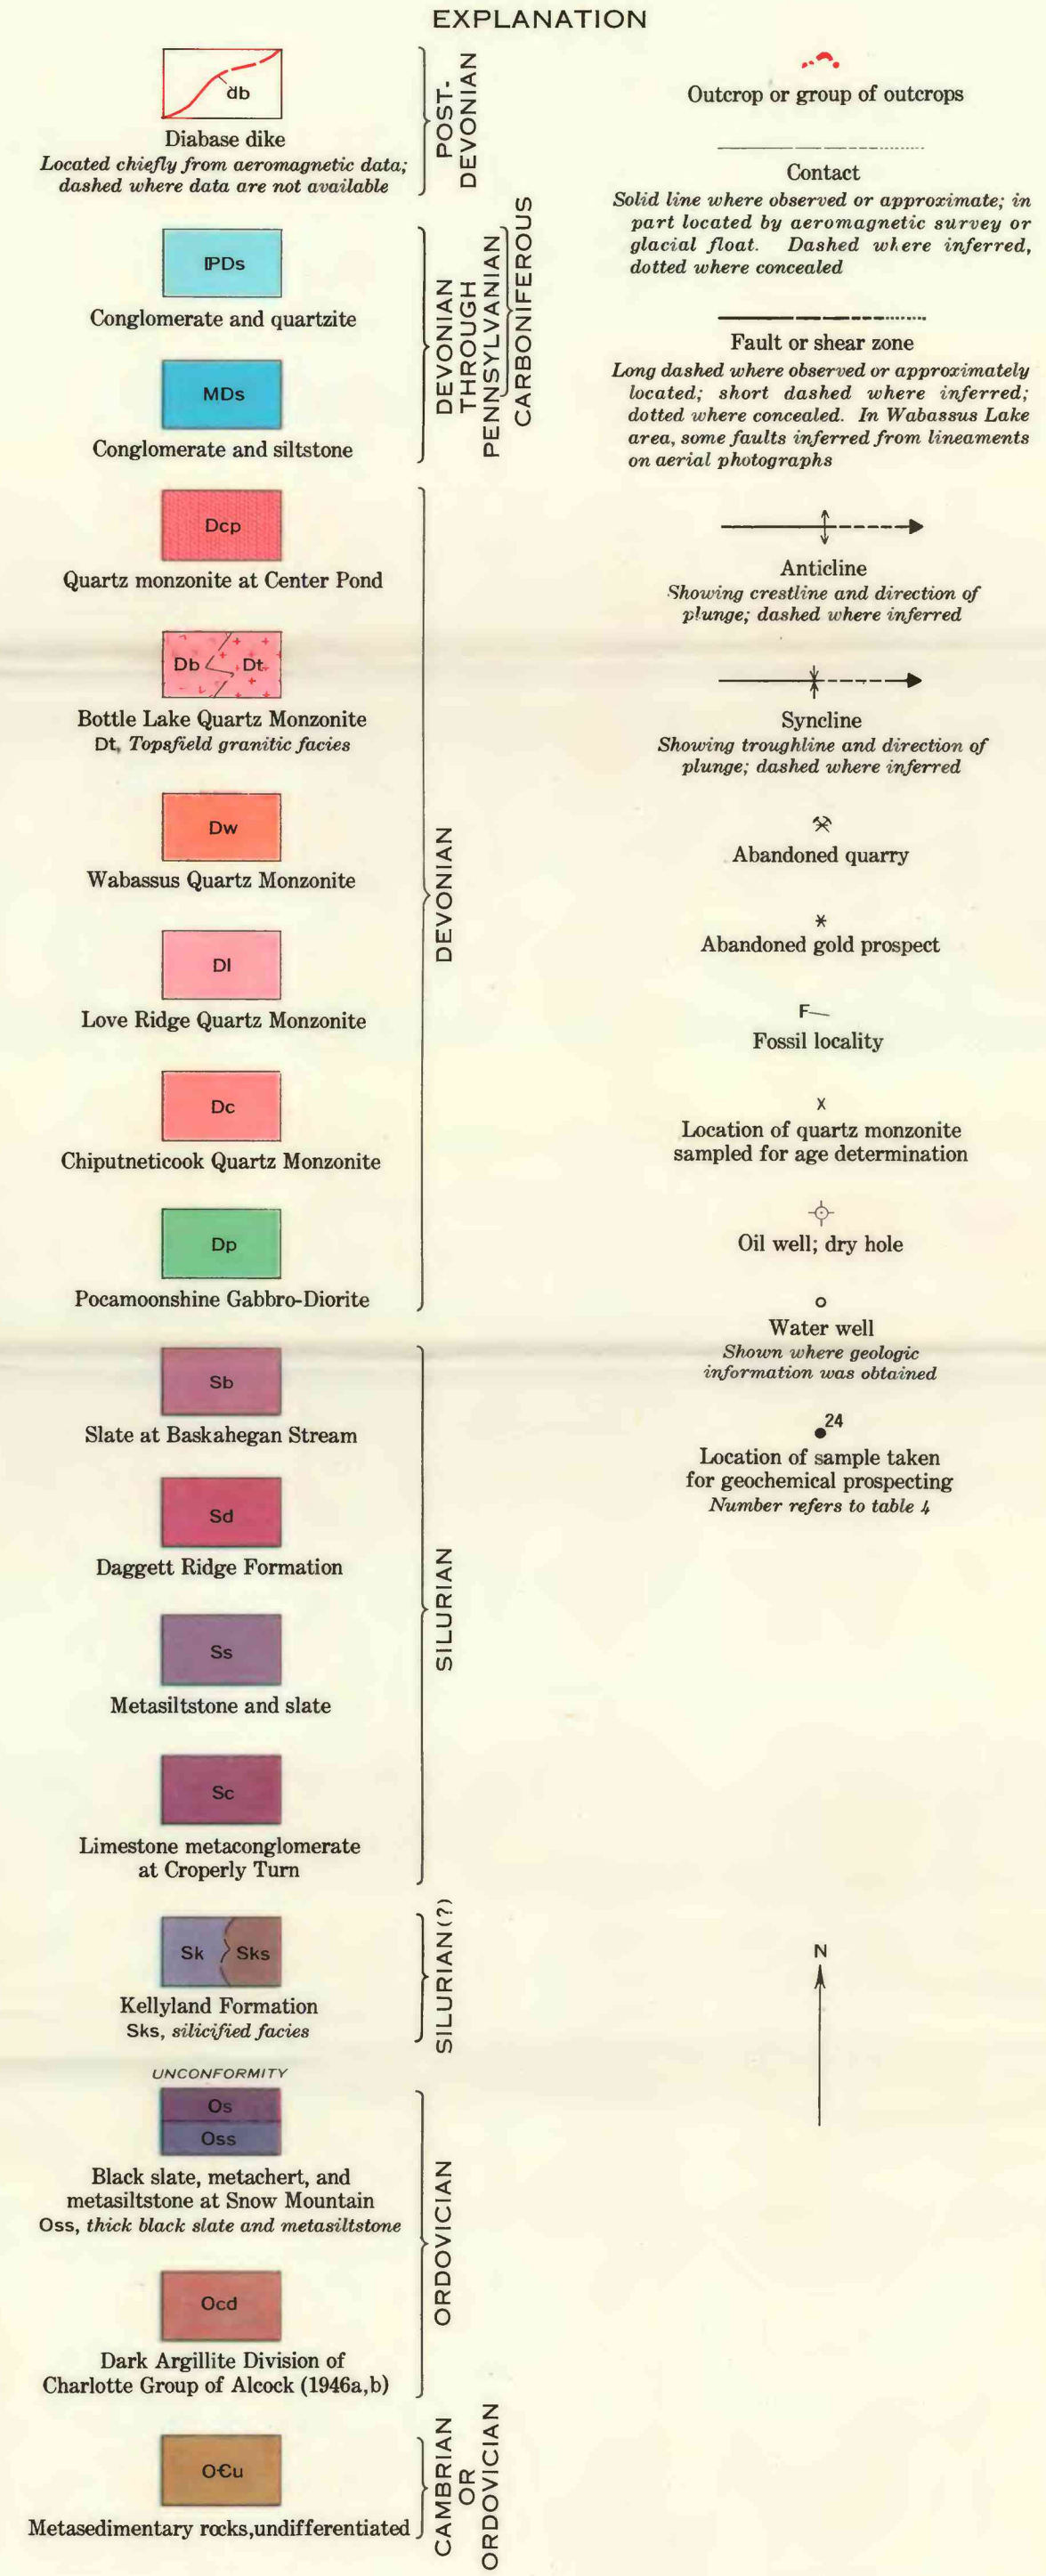 EXPLANATION
db
Diabase dike
Located chiefly from aeromagnetic data;
dashed where data are not available
POST-
DEVONIAN
IPDs
Conglomerate and quartzite
MDs
Conglomerate and siltstone
DEVONIAN
THROUGH
PENNSYLVANIAN
CARBONIFEROUS
Dcp
Quartz monzonite at Center Pond
Db Dt
Bottle Lake Quartz Monzonite
Dt, Topsfield granitic facies
Dw
Wabassus Quartz Monzonite
Dl
Love Ridge Quartz Monzonite
Dc
Chiputneticook Quartz Monzonite
Dp
Pocamoonshine Gabbro-Diorite
DEVONIAN
Sb
Slate at Baskahegan Stream
Sd
Daggett Ridge Formation
Ss
Metasiltstone and slate
Sc
Limestone metaconglomerate
at Croperly Turn
SILURIAN
Sk Sks
Kellyland Formation
Sks, silicified facies
SILURIAN(?)
UNCONFORMITY
Os
Oss
Black slate, metachert, and
metasiltstone at Snow Mountain
Oss, thick black slate and metasiltstone
Ocd
Dark Argillite Division of
Charlotte Group of Alcock (1946a,b)
ORDOVICIAN
O€u
Metasedimentary rocks,undifferentiated
CAMBRIAN
OR
ORDOVICIAN
Outcrop or group of outcrops
Contact
Solid line where observed or approximate; in
part located by aeromagnetic survey or
glacial float. Dashed where inferred,
dotted where concealed
Fault or shear zone
Long dashed where observed or approximately
located; short dashed where inferred;
dotted where concealed. In Wabassus Lake
area, some faults inferred from lineaments
on aerial photographs
Anticline
Showing crestline and direction of
plunge; dashed where inferred
Syncline
Showing troughline and direction of
plunge; dashed where inferred
Abandoned quarry
Abandoned gold prospect
F
Fossil locality
x
Location of quartz monzonite
sampled for age determination
Oil well; dry hole
Water well
Shown where geologic
information was obtained
24
Location of sample taken
for geochemical prospecting
Number refers to table 4
N